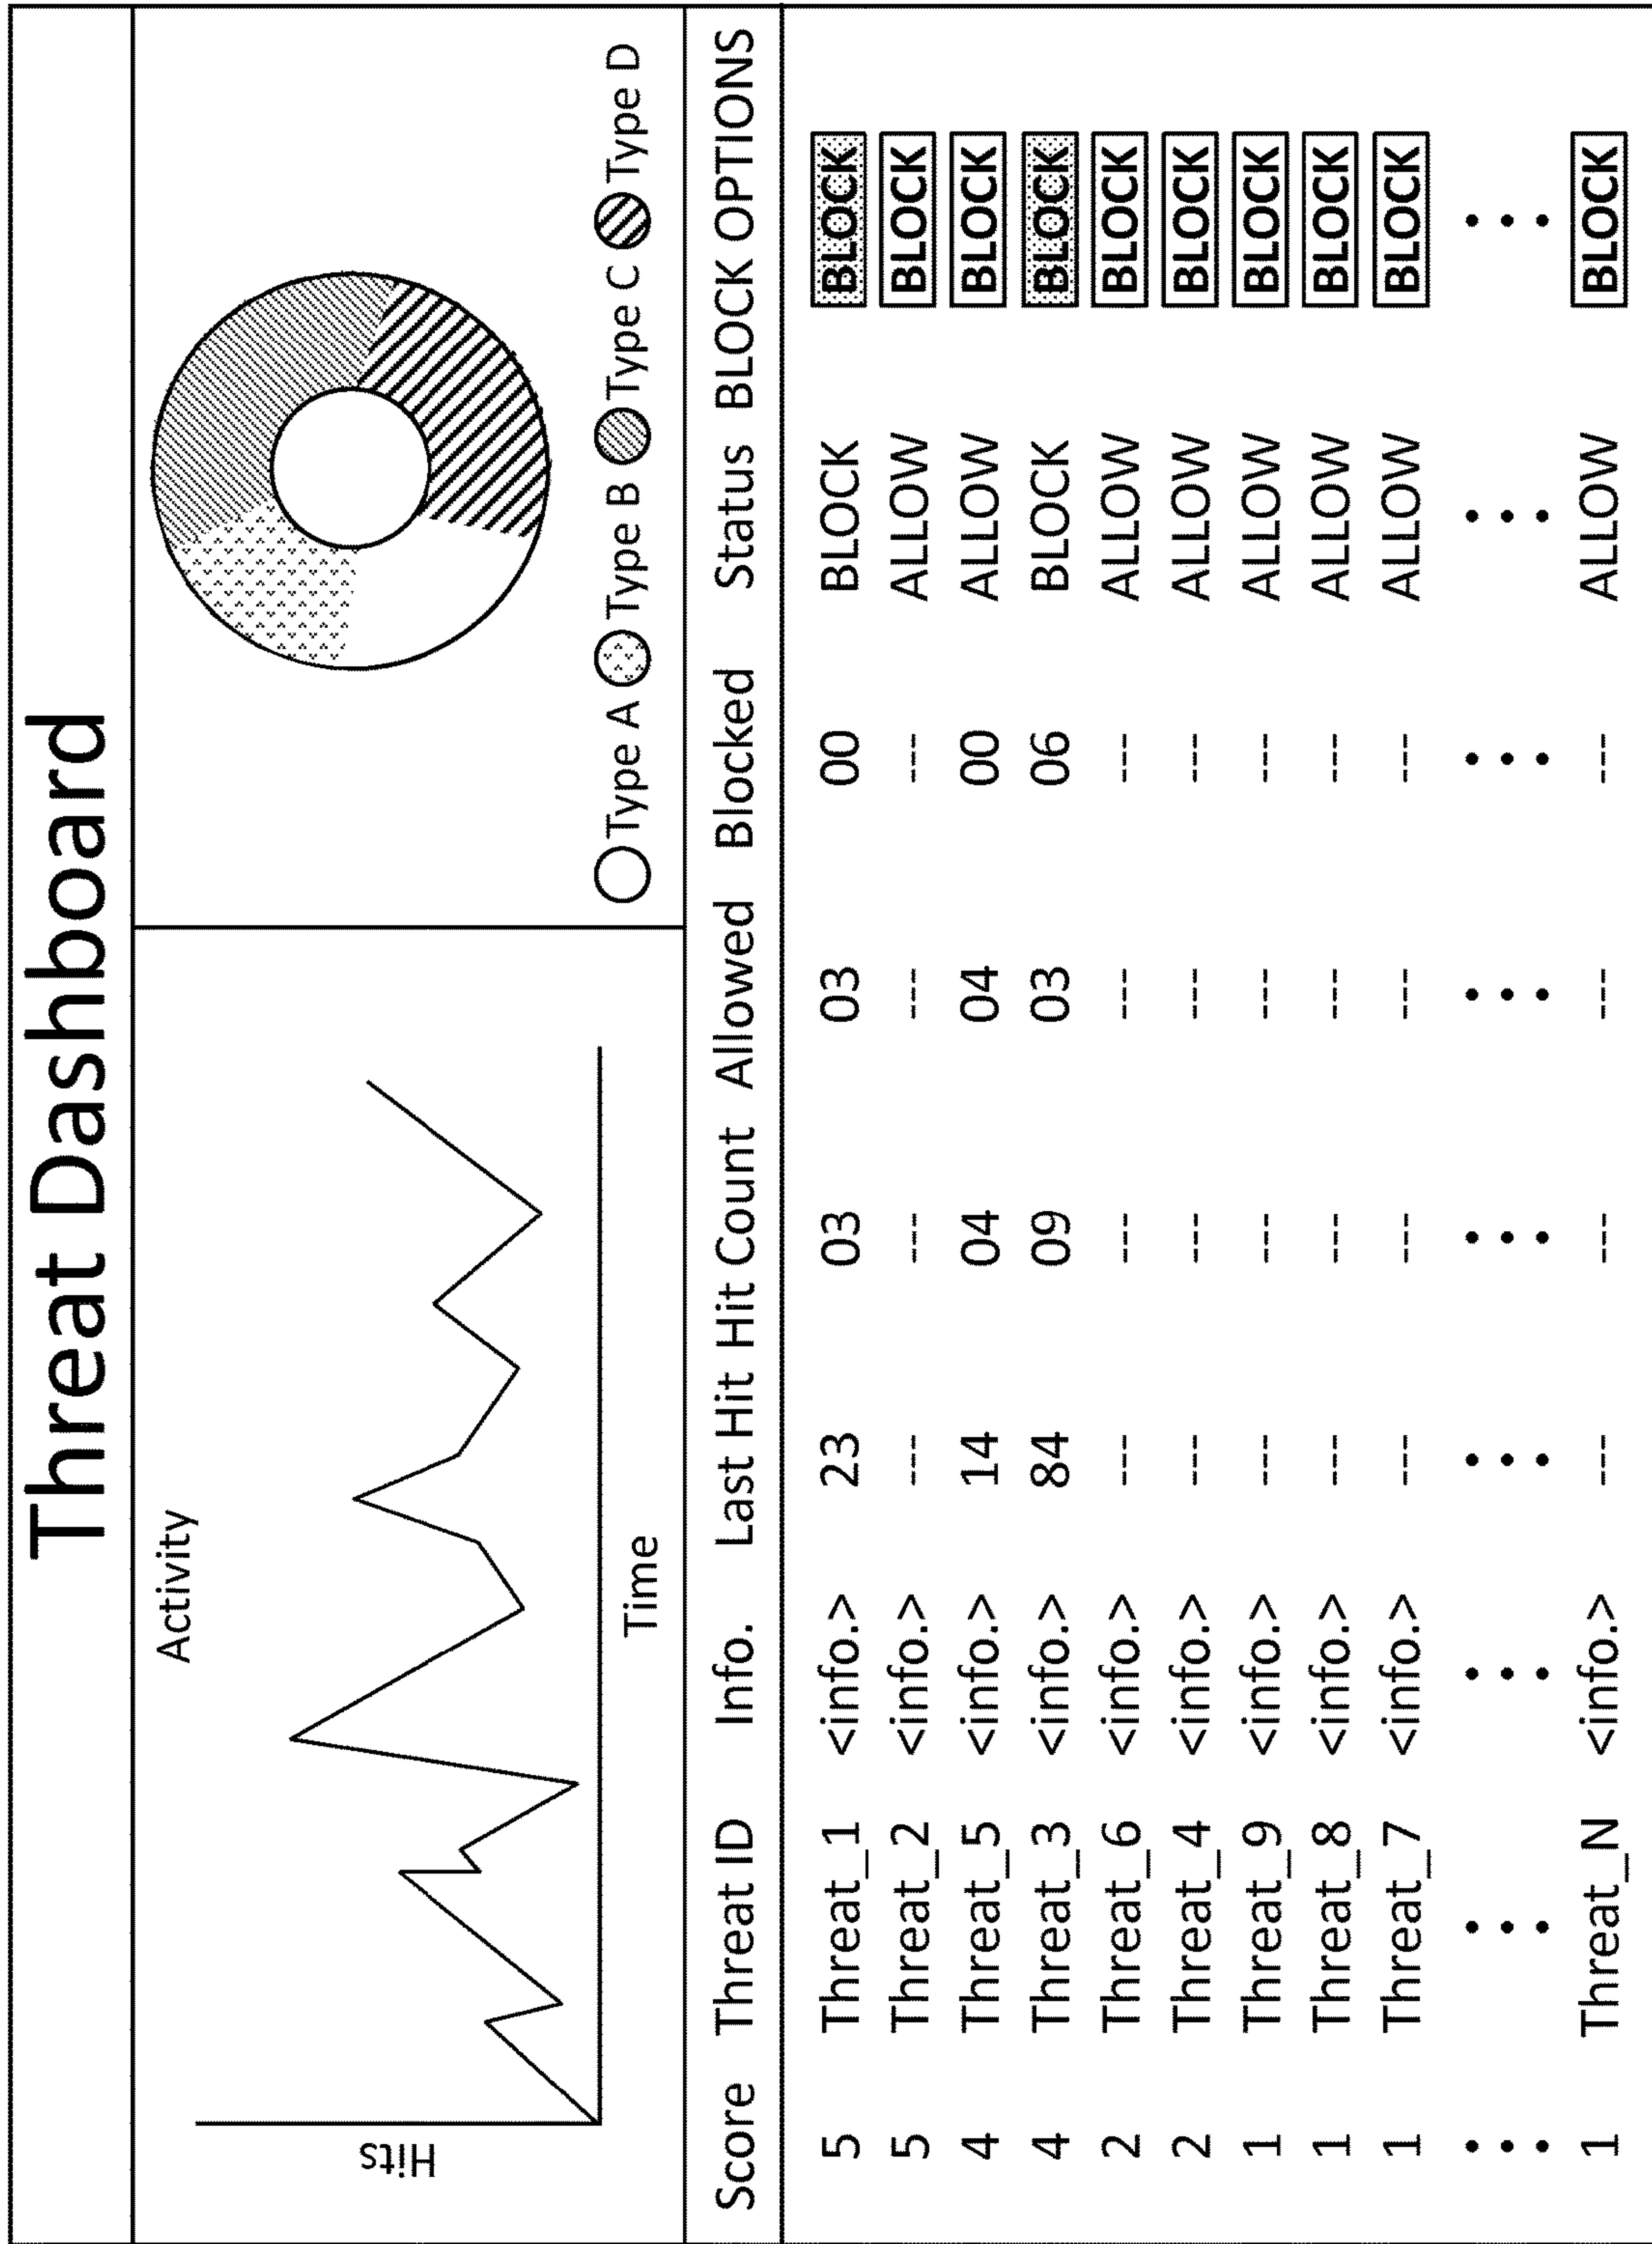 Threat Dashboard
Activity
Hits
Time
Type A Type B Type C Type D
Score Threat ID Info. Last Hit Hit Count Allowed Blocked Status BLOCK OPTIONS
5 Threat_1 <info.> 23 03 03 00 BLOCK BLOCK
5 Threat_2 <info.> --- --- --- --- ALLOW BLOCK
4 Threat_5 <info.> 14 04 04 00 ALLOW BLOCK
4 Threat_3 <info.> 84 09 03 06 BLOCK BLOCK
2 Threat_6 <info.> --- --- --- --- ALLOW BLOCK
2 Threat_4 <info.> --- --- --- --- ALLOW BLOCK
1 Threat_9 <info.> --- --- --- --- ALLOW BLOCK
1 Threat_8 <info.> --- --- --- --- ALLOW BLOCK
1 Threat_7 <info.> --- --- --- --- ALLOW BLOCK
1 Threat_N <info.> --- --- --- --- ALLOW BLOCK